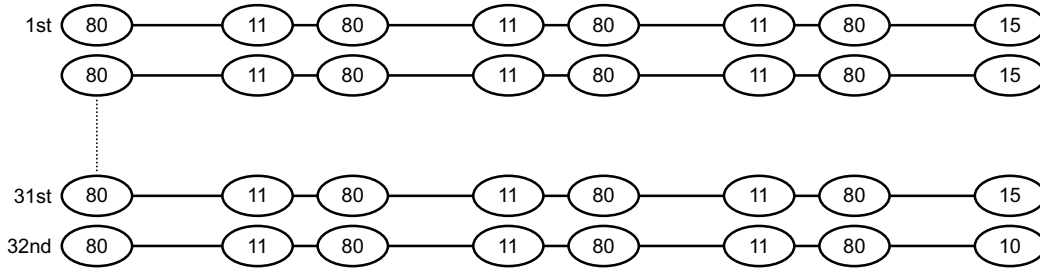 1st 80 11 80 11 80 11 80 15
80 11 80 11 80 11 80 15
31st 80 11 80 11 80 11 80 15
32nd 80 11 80 11 80 11 80 10